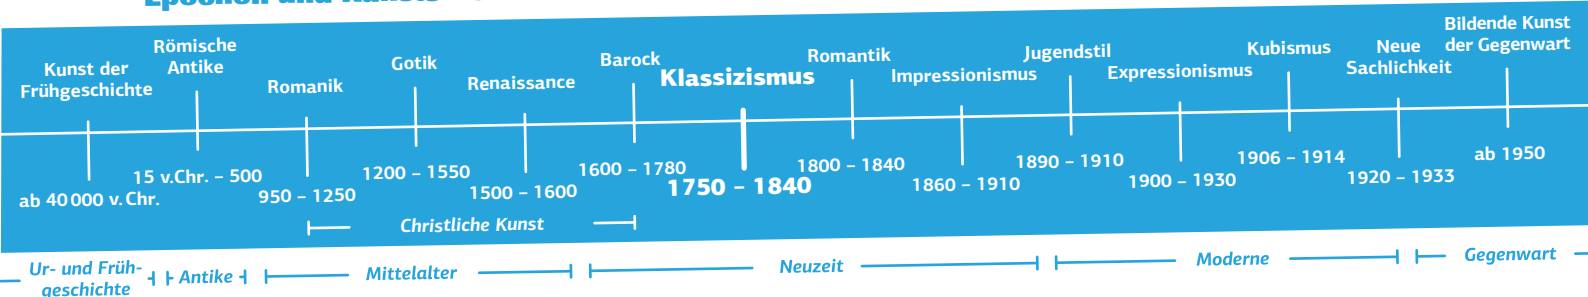 Epochen und Kunsts
Kunst der
Frühgeschichte
ab 40 000 v. Chr.
Römische
Antike
15 v.Chr. – 500
Romanik
950 – 1250
Gotik
1200 – 1550
Renaissance
1500 – 1600
Barock
1600 – 1780
Klassizismus
1750 – 1840
Romantik
1800 – 1840
Impressionismus
1860 – 1910
Jugendstil
1890 – 1910
Expressionismus
1900 – 1930
Kubismus
1906 – 1914
Neue
Sachlichkeit
1920 – 1933
Bildende Kunst
der Gegenwart
ab 1950
Christliche Kunst
Ur- und Früh-
geschichte
Antike
Mittelalter
Neuzeit
Moderne
Gegenwart